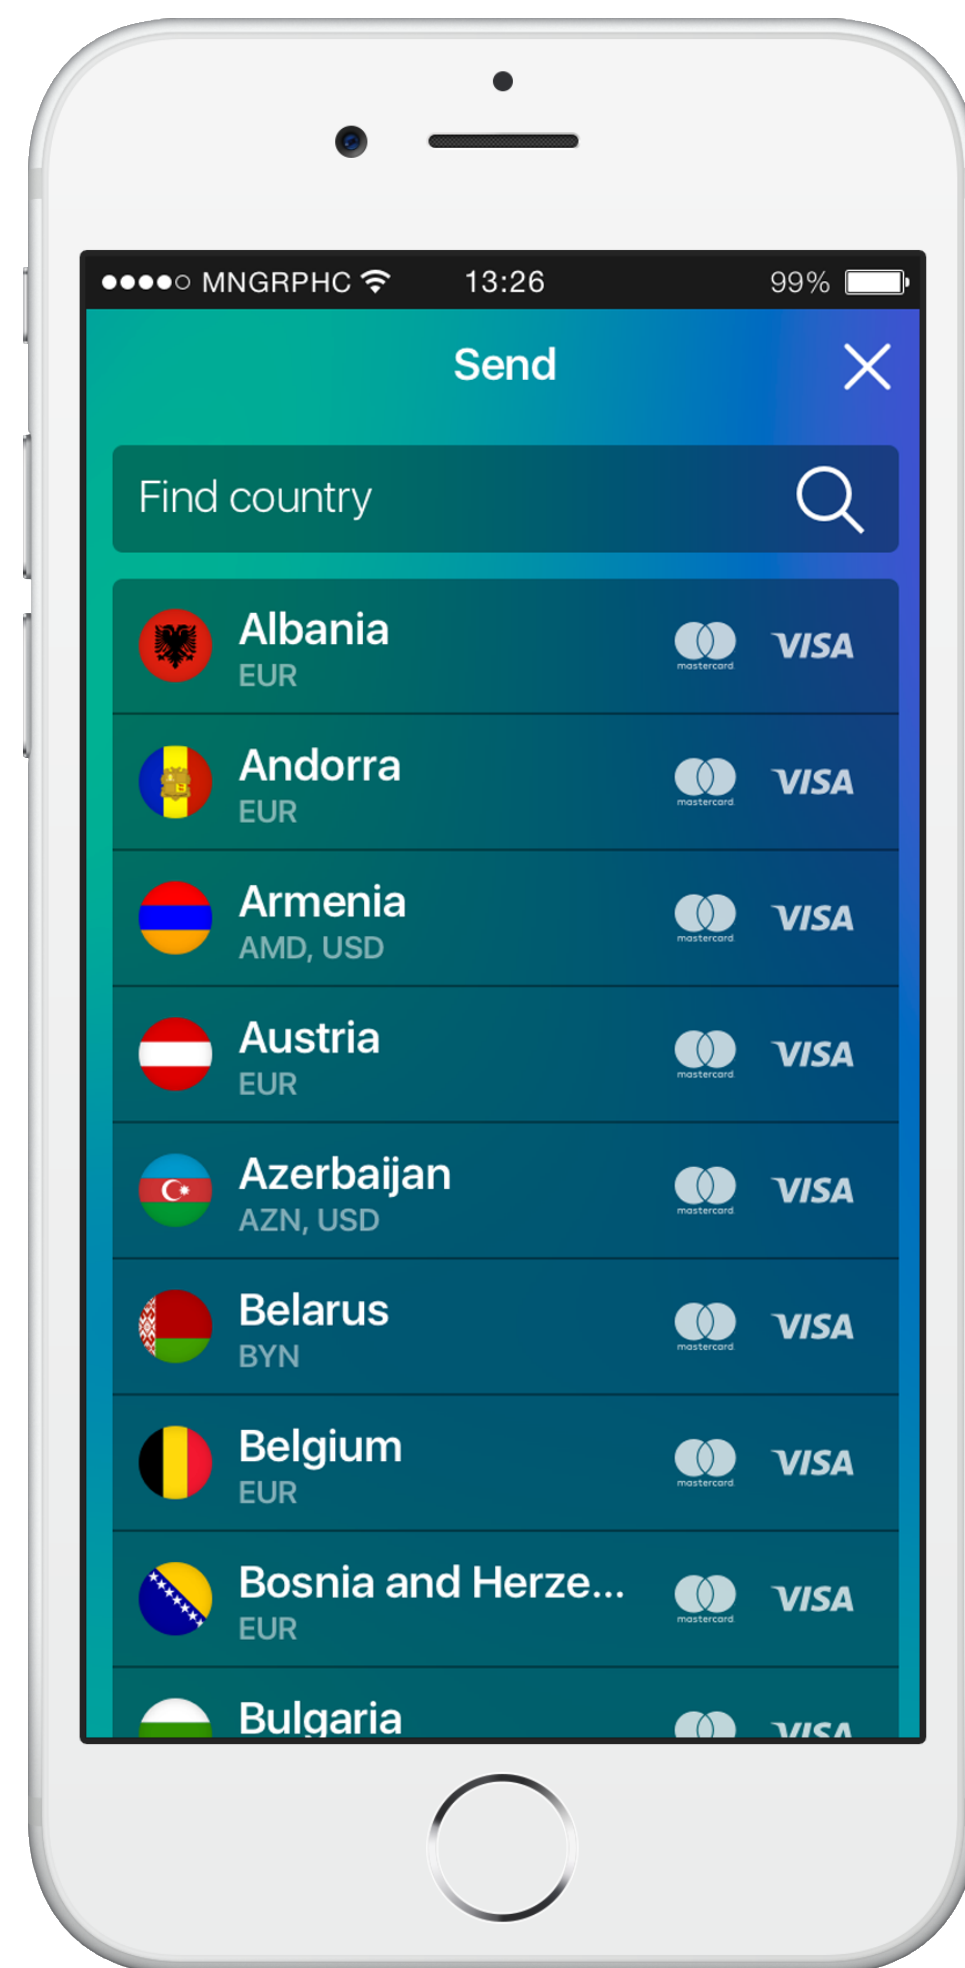 MNGRPHC 13:26 99%
Send
Find country
Albania
EUR
mastercard VISA
Andorra
EUR
mastercard VISA
Armenia
AMD, USD
mastercard VISA
Austria
EUR
mastercard VISA
Azerbaijan
AZN, USD
mastercard VISA
Belarus
BYN
mastercard VISA
Belgium
EUR
mastercard VISA
Bosnia and Herze...
EUR
mastercard VISA
Bulgaria
VISA